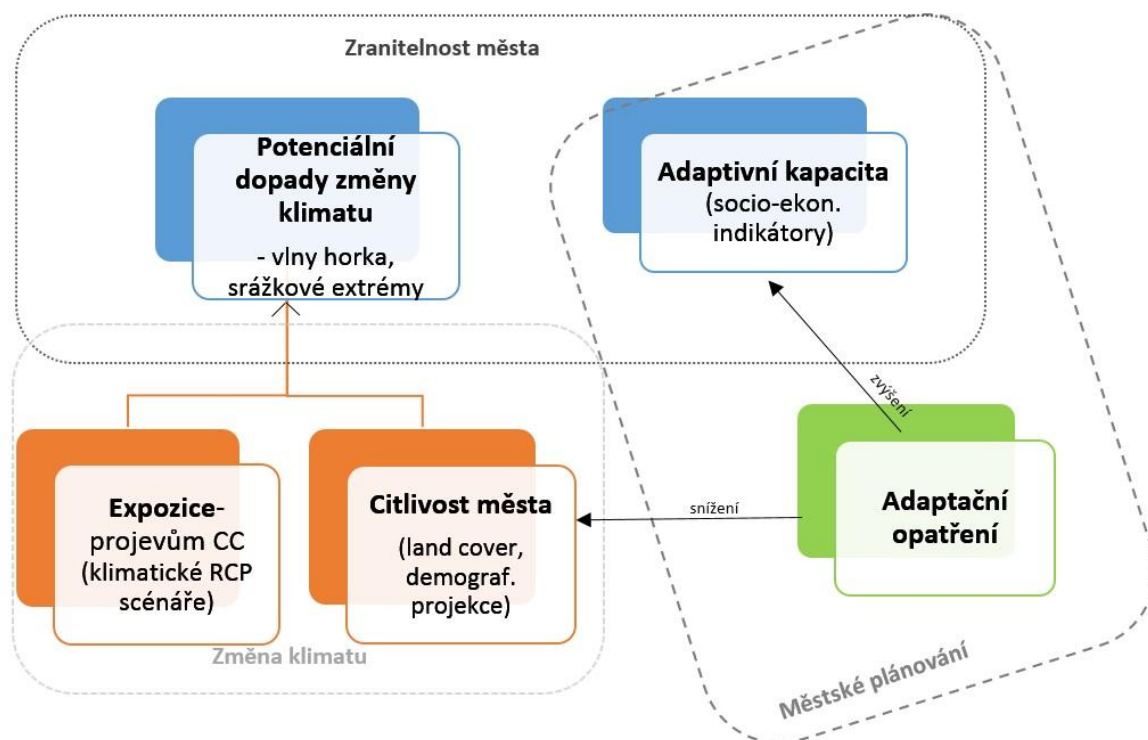 Zranitelnost města
Potenciální
dopady změny
klimatu
- vlny horka,
srážkové extrémy
Adaptivní kapacita
(socio-ekon.
indikátory)
zvýšení
Expozice-
projevům CC
(klimatické RCP
scénáře)
Citlivost města
(land cover,
demograf.
projekce)
snížení
Adaptační
opatření
Změna klimatu
Městské plánování